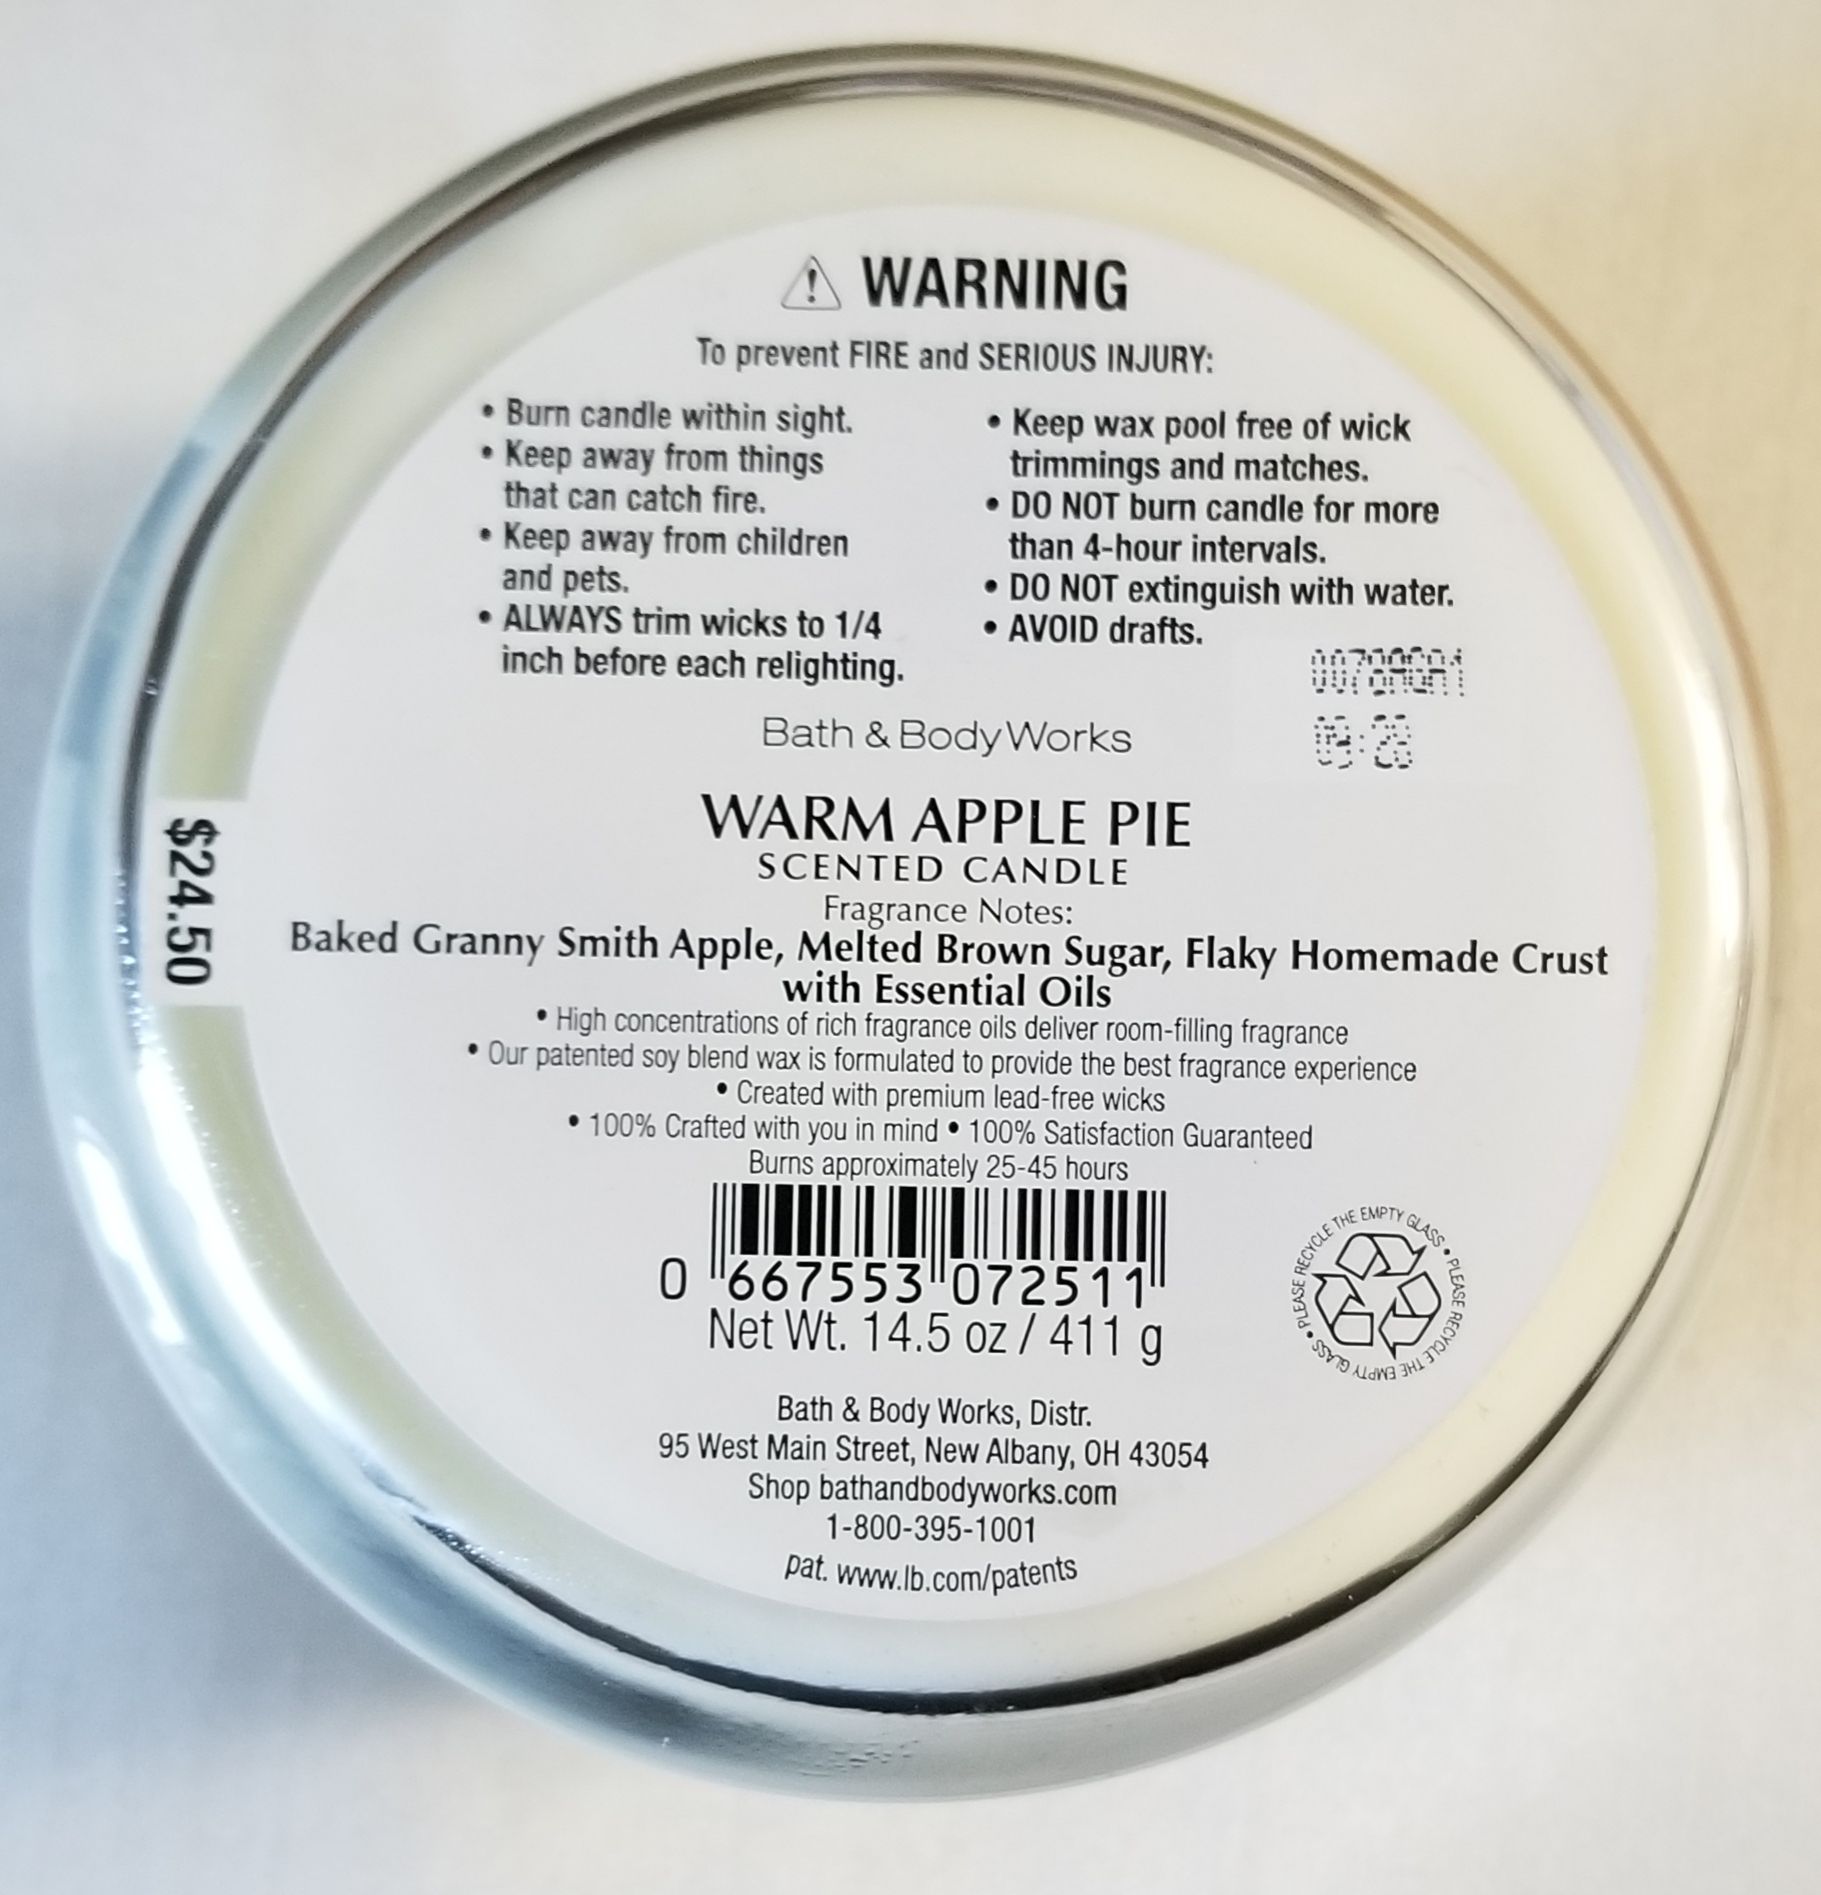 WARNING
To prevent FIRE and SERIOUS INJURY:
• Burn candle within sight.
• Keep away from things
that can catch fire.
• Keep away from children
and pets.
• ALWAYS trim wicks to 1/4
inch before each relighting.
• Keep wax pool free of wick
trimmings and matches.
• DO NOT burn candle for more
than 4-hour intervals.
• DO NOT extinguish with water.
• AVOID drafts.
Bath & Body Works
WARM APPLE PIE
SCENTED CANDLE
Fragrance Notes:
Baked Granny Smith Apple, Melted Brown Sugar, Flaky Homemade Crust
with Essential Oils
• High concentrations of rich fragrance oils deliver room-filling fragrance
• Our patented soy blend wax is formulated to provide the best fragrance experience
• Created with premium lead-free wicks
• 100% Crafted with you in mind • 100% Satisfaction Guaranteed
Burns approximately 25-45 hours
0 667553 072511
Net Wt. 14.5 oz / 411 g
PLEASE RECYCLE THE EMPTY GLASS • PLEASE RECYCLE THE EMPTY GLASS •
Bath & Body Works, Distr.
95 West Main Street, New Albany, OH 43054
Shop bathandbodyworks.com
1-800-395-1001
pat. www.lb.com/patents
$24.50